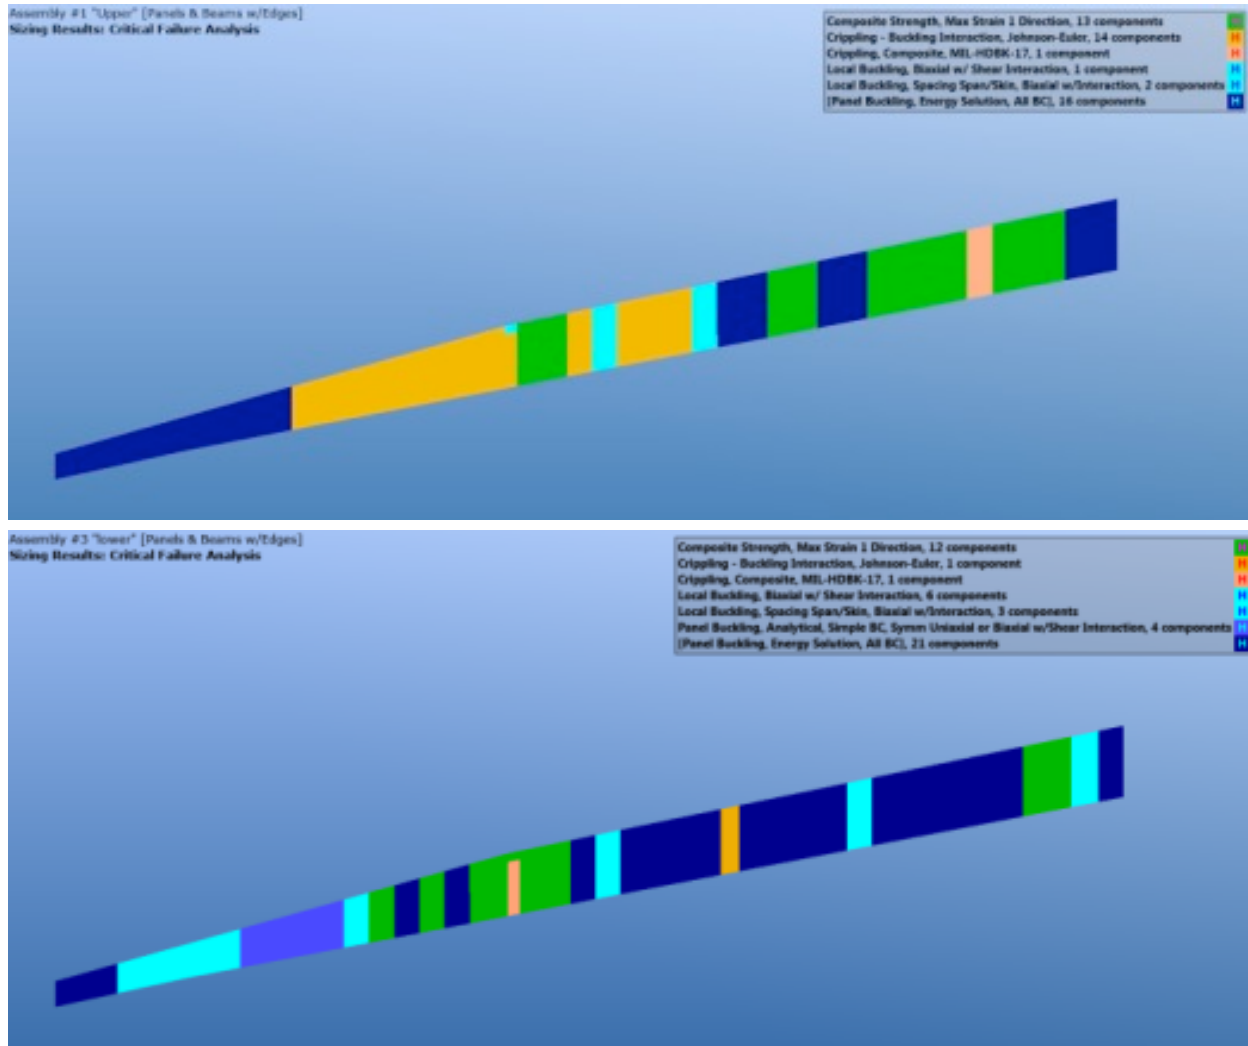 Assembly #1 "Upper" [Panels & Beams w/Edges]
Sizing Results: Critical Failure Analysis
Composite Strength, Max Strain 1 Direction, 13 components
Crippling - Buckling Interaction, Johnson-Euler, 14 components H
Crippling, Composite, MIL-HDBK-17, 1 component H
Local Buckling, Biaxial w/ Shear Interaction, 1 component H
Local Buckling, Spacing Span/Skin, Biaxial w/Interaction, 2 components H
[Panel Buckling, Energy Solution, All BC], 16 components H
Assembly #3 "lower" [Panels & Beams w/Edges]
Sizing Results: Critical Failure Analysis
Composite Strength, Max Strain 1 Direction, 12 components
Crippling - Buckling Interaction, Johnson-Euler, 1 component H
Crippling, Composite, MIL-HDBK-17, 1 component H
Local Buckling, Biaxial w/ Shear Interaction, 6 components H
Local Buckling, Spacing Span/Skin, Biaxial w/Interaction, 3 components H
Panel Buckling, Analytical, Simple BC, Symm Uniaxial or Biaxial w/Shear Interaction, 4 components H
[Panel Buckling, Energy Solution, All BC], 21 components H